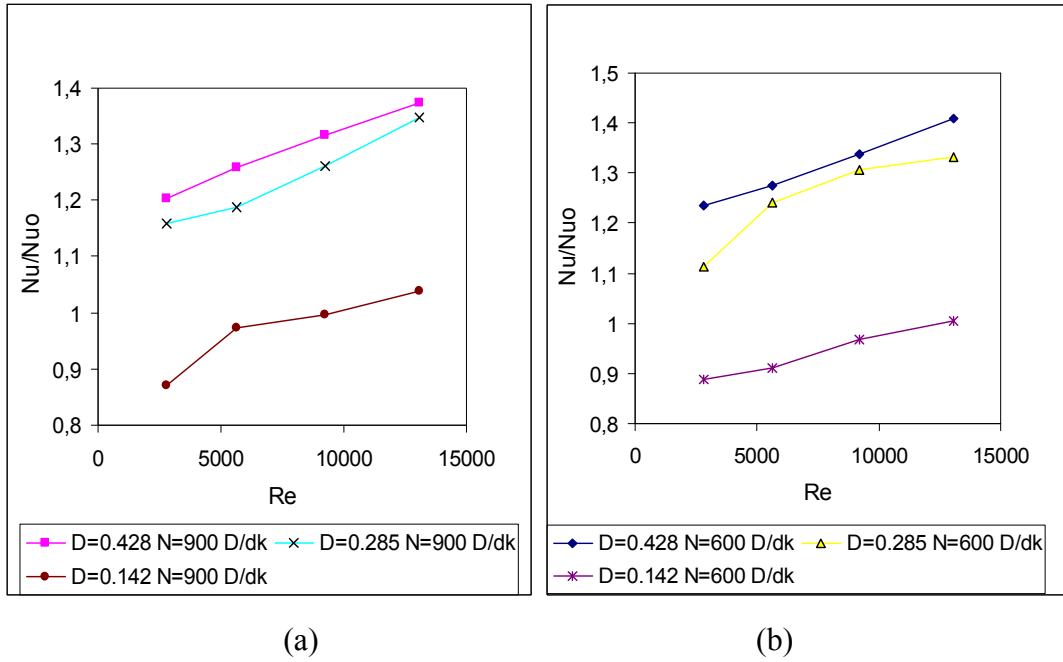 1,4
1,3
1,2
1,1
1
0,9
0,8
Nu/Nuo
0
5000
10000
15000
Re
D=0.428 N=900 D/dk
D=0.285 N=900 D/dk
D=0.142 N=900 D/dk
(a)
1,5
1,4
1,3
1,2
1,1
1
0,9
0,8
Nu/Nuo
0
5000
10000
15000
Re
D=0.428 N=600 D/dk
D=0.285 N=600 D/dk
D=0.142 N=600 D/dk
(b)